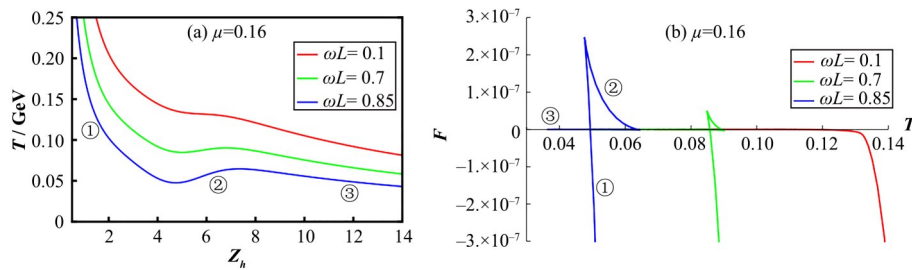 (a) μ=0.16
ωL= 0.1
ωL= 0.7
ωL= 0.85
T / GeV
0.25
0.20
0.15
0.10
0.05
0
2
4
6
8
10
12
14
Z_h
①
②
③
(b) μ=0.16
ωL= 0.1
ωL= 0.7
ωL= 0.85
F
3.×10⁻⁷
2.×10⁻⁷
1.×10⁻⁷
0
−1.×10⁻⁷
−2.×10⁻⁷
−3.×10⁻⁷
0.04
0.06
0.08
0.10
0.12
0.14
T
①
②
③